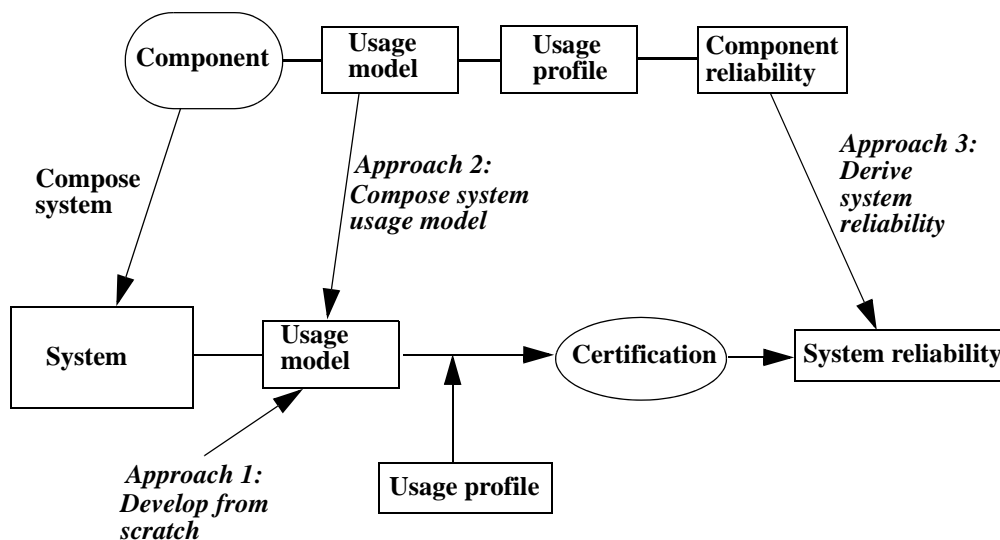 Component
Usage
model
Usage
profile
Component
reliability
Compose
system
Approach 2:
Compose system
usage model
Approach 3:
Derive
system
reliability
System
Usage
model
Certification
System reliability
Approach 1:
Develop from
scratch
Usage profile